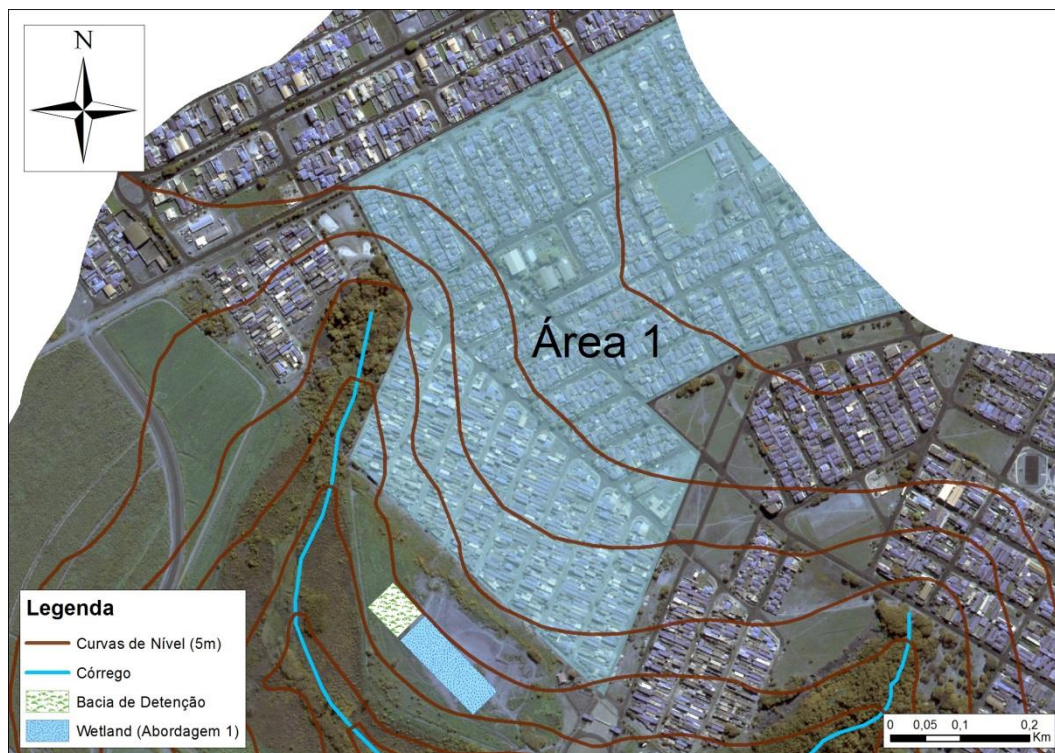 N
Área 1
Legenda
Curvas de Nível (5m)
Córrego
Bacia de Detenção
Wetland (Abordagem 1)
0 0,05 0,1 0,2
Km